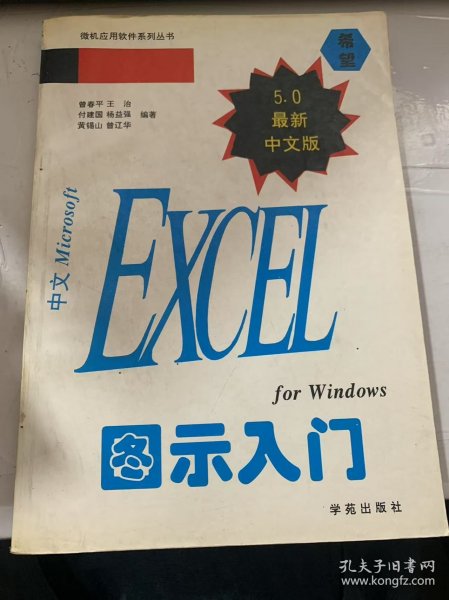 微机应用软件系列丛书
希望
曾春平 王 治
付建国 杨益强 编著
黄锡山 曾辽华
5.0
最新
中文版
中文 Microsoft
EXCEL
for Windows
图示入门
学苑出版社
孔夫子旧书网
www.kongfz.com